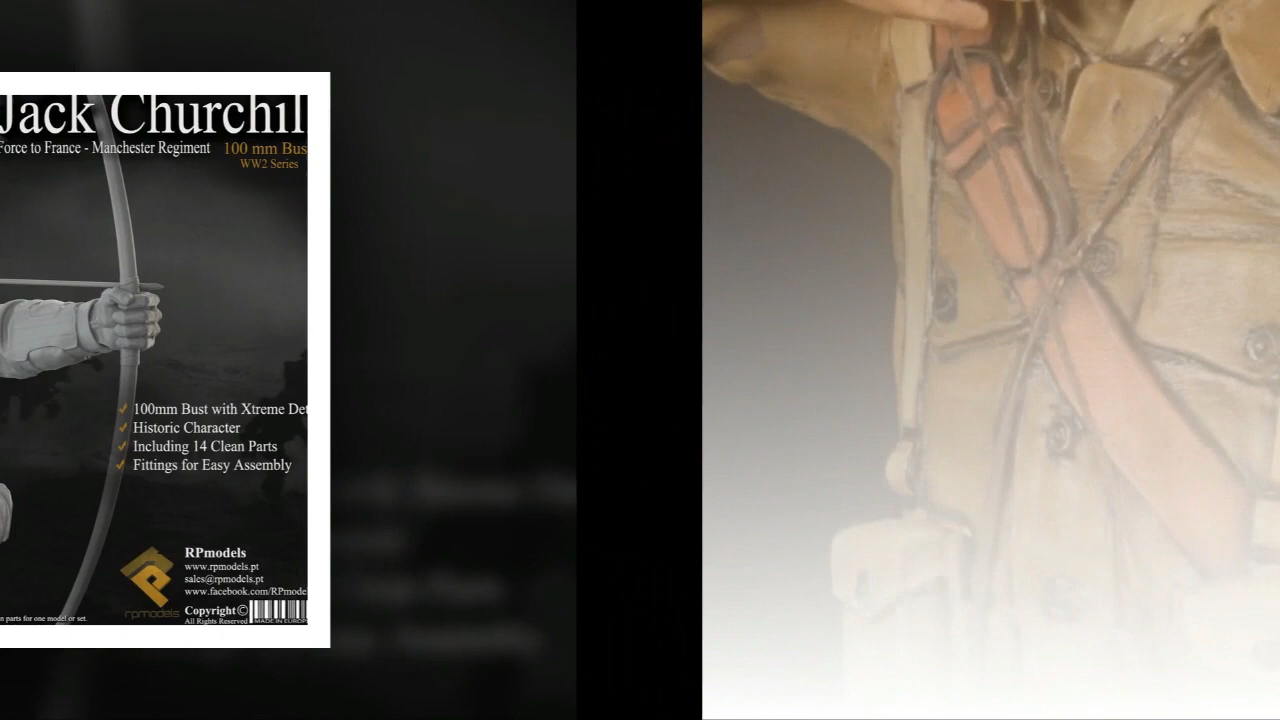 Jack Churchil
Force to France - Manchester Regiment
100 mm Bus
WW2 Series
100mm Bust with Xtreme Det
Historic Character
Including 14 Clean Parts
Fittings for Easy Assembly
RPmodels
www.rpmodels.pt
sales@rpmodels.pt
www.facebook.com/RPmode
rpmodels
Copyright©
All Rights Reserved
MADE IN EUROP
n parts for one model or set.